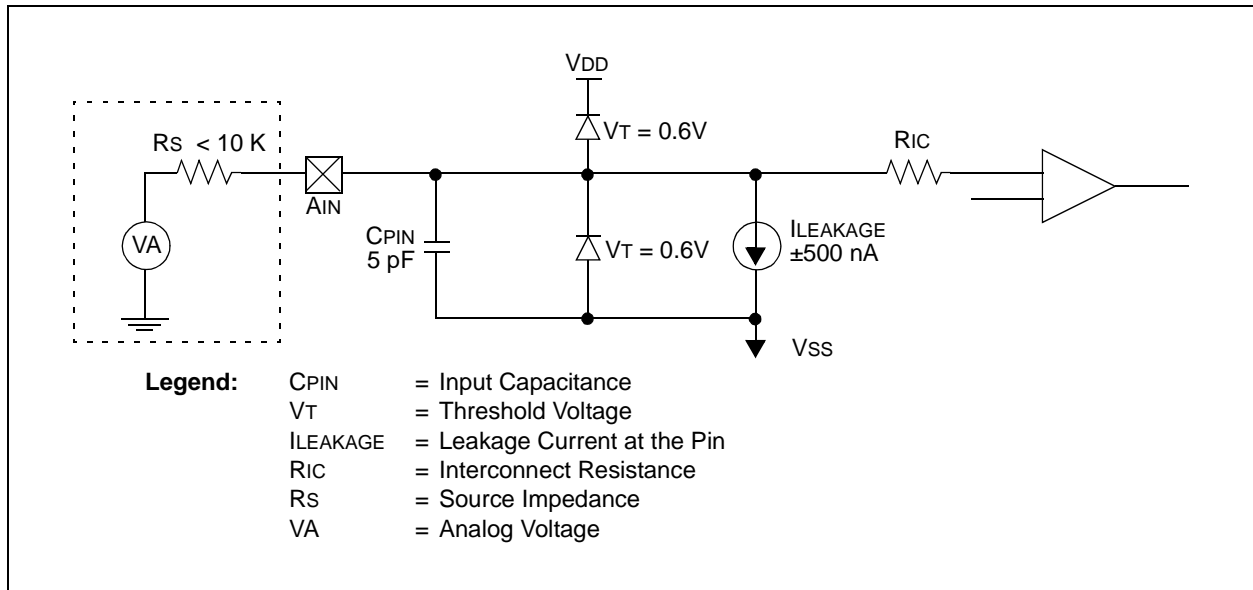 VDD
VT = 0.6V
RS < 10 K
RIC
AIN
VA
CPIN
5 pF
VT = 0.6V
ILEAKAGE
±500 nA
VSS
Legend: CPIN = Input Capacitance
VT = Threshold Voltage
ILEAKAGE = Leakage Current at the Pin
RIC = Interconnect Resistance
RS = Source Impedance
VA = Analog Voltage